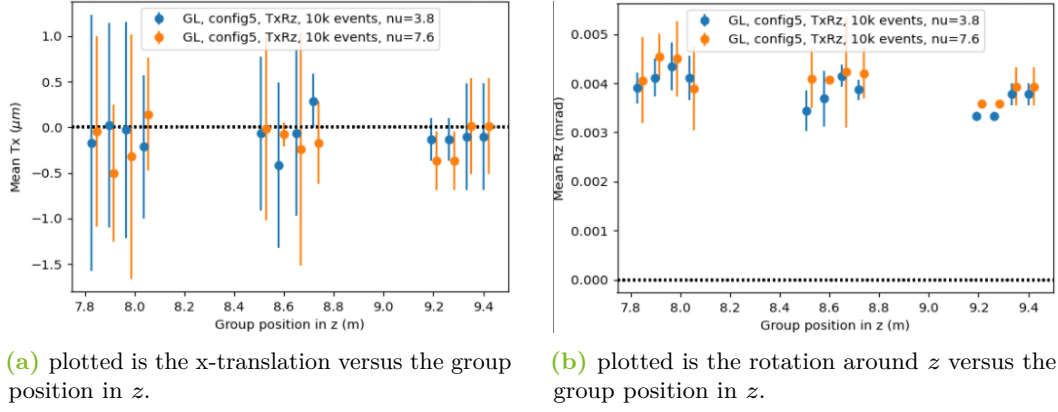 GL, config5, TxRz, 10k events, nu=3.8
GL, config5, TxRz, 10k events, nu=7.6
1.0
0.5
0.0
−0.5
−1.0
−1.5
Mean Tx (μm)
7.8 8.0 8.2 8.4 8.6 8.8 9.0 9.2 9.4
Group position in z (m)
GL, config5, TxRz, 10k events, nu=3.8
GL, config5, TxRz, 10k events, nu=7.6
0.005
0.004
0.003
0.002
0.001
0.000
Mean Rz (mrad)
7.8 8.0 8.2 8.4 8.6 8.8 9.0 9.2 9.4
Group position in z (m)
(a) plotted is the x-translation versus the group
position in z.
(b) plotted is the rotation around z versus the
group position in z.